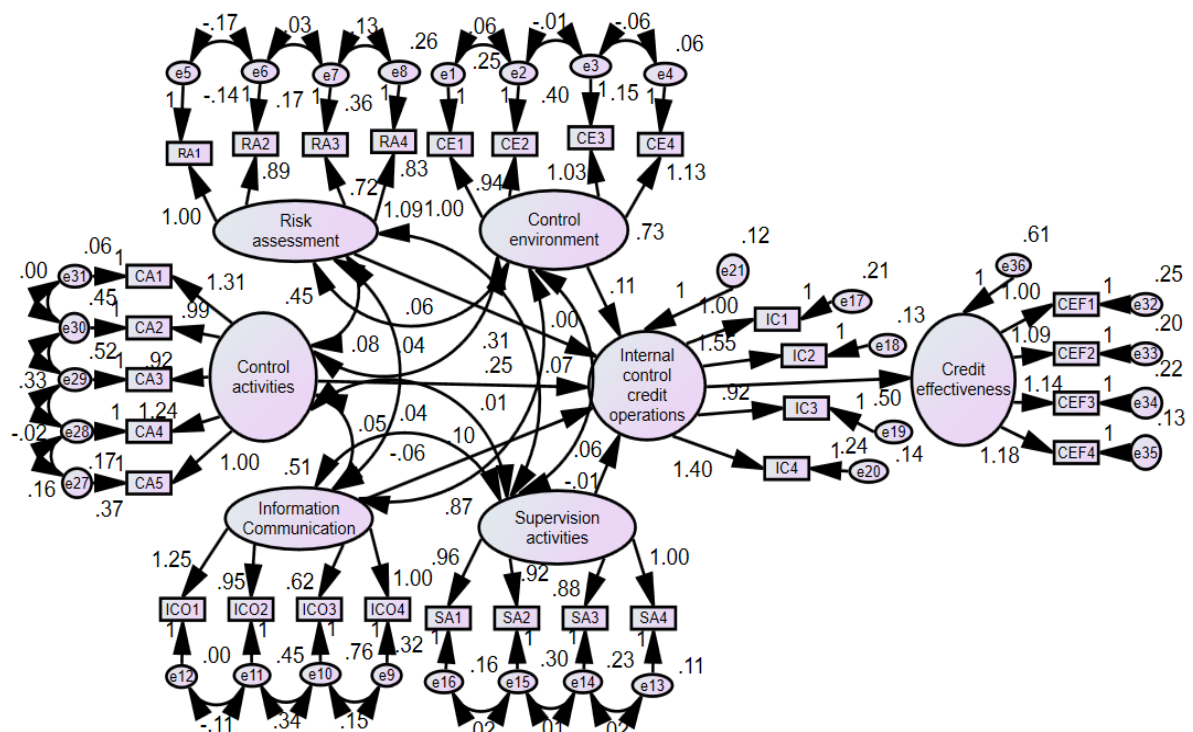 -.17 .03 .13 .26 .06 -.01 -.06 .06
e5 e6 e7 e8 e1 .25 e2 e3 e4
1 -.14 1 .17 1 .36 1 1 1 .40 1 .15 1
RA1 RA2 RA3 RA4 CE1 CE2 CE3 CE4
1.00 .89 .72 .83 .94 1.03 1.13
Risk
assessment
1.09 1.00
Control
environment
.73
.12 .61
e21 e36
.06 1 CA1 1.31 .45 .06 .11 .21 1 .25
.00 e31 1 1.00 IC1 1 e17 1.00 CEF1 1 e32
.45 1 CA2 .99 .08 .04 .31 .00 .13 .20
e30 1.55 IC2 1 e18 1.09 CEF2 1 e33
.52 1 CA3 .92 .25 .07 .22
e29 .92 IC3 1 .50 1.14 CEF3 1 e34
Control
activities
Internal
control
credit
operations
Credit
effectiveness
.33 1 CA4 1.24 .05 .04 .01 e19 .13
-.02 e28 1.40 IC4 1.24 .14 1.18 CEF4 1 e35
.17 1 CA5 1.00 .51 -.06 .10 .06 e20
.16 e27 .37 .87 -.01
Information
Communication
Supervision
activities
1.25 .95 .62 1.00 .96 .92 .88 1.00
ICO1 ICO2 ICO3 ICO4 SA1 SA2 SA3 SA4
1 1 1 1 1 1 1 1
.00 .45 .76 .32 .16 .30 .23 .11
e12 e11 e10 e9 e16 e15 e14 e13
-.11 .34 .15 .02 .01 .02